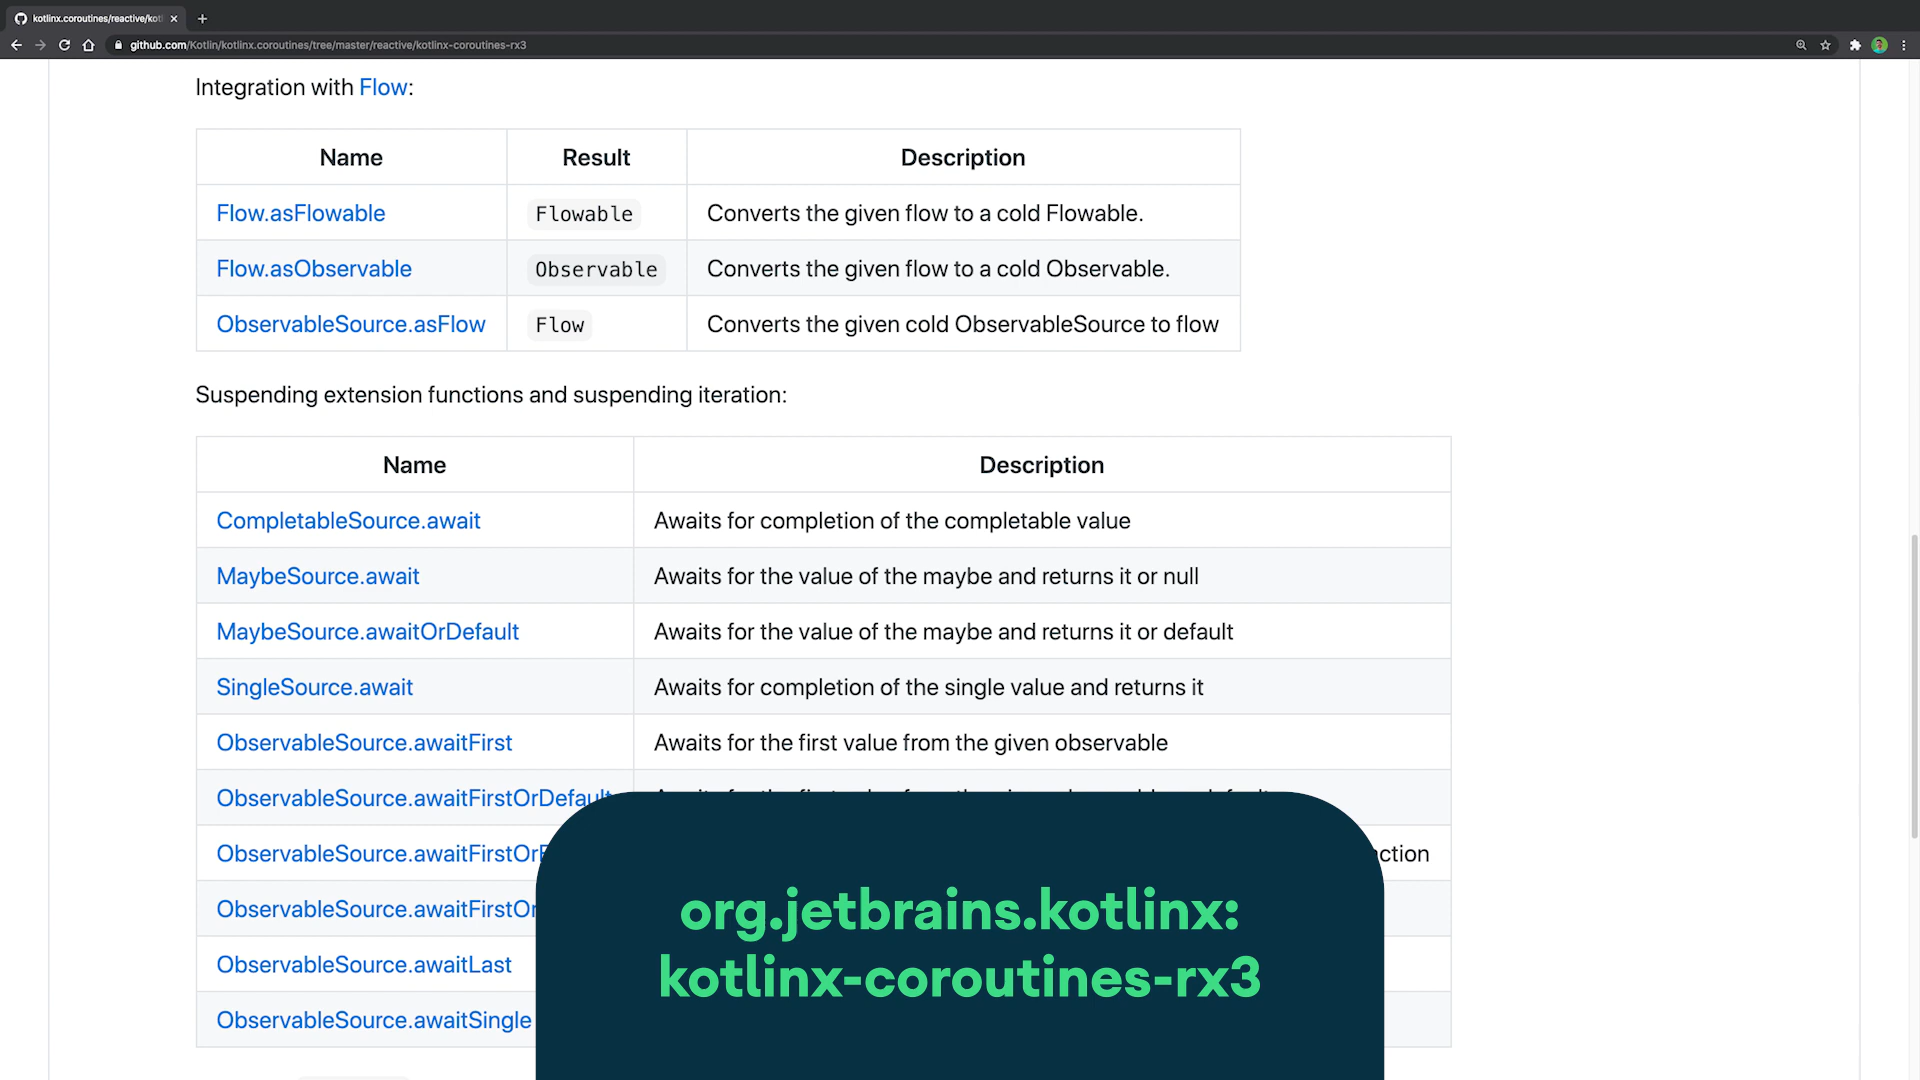 kotlinx.coroutines/reactive/kotl
github.com/Kotlin/kotlinx.coroutines/tree/master/reactive/kotlinx-coroutines-rx3
Integration with Flow:
Name Result Description
Flow.asFlowable Flowable Converts the given flow to a cold Flowable.
Flow.asObservable Observable Converts the given flow to a cold Observable.
ObservableSource.asFlow Flow Converts the given cold ObservableSource to flow
Suspending extension functions and suspending iteration:
Name Description
CompletableSource.await Awaits for completion of the completable value
MaybeSource.await Awaits for the value of the maybe and returns it or null
MaybeSource.awaitOrDefault Awaits for the value of the maybe and returns it or default
SingleSource.await Awaits for completion of the single value and returns it
ObservableSource.awaitFirst Awaits for the first value from the given observable
ObservableSource.awaitFirstOrDefault
ObservableSource.awaitFirstOr ction
ObservableSource.awaitFirstOr
ObservableSource.awaitLast
ObservableSource.awaitSingle
org.jetbrains.kotlinx:
kotlinx-coroutines-rx3